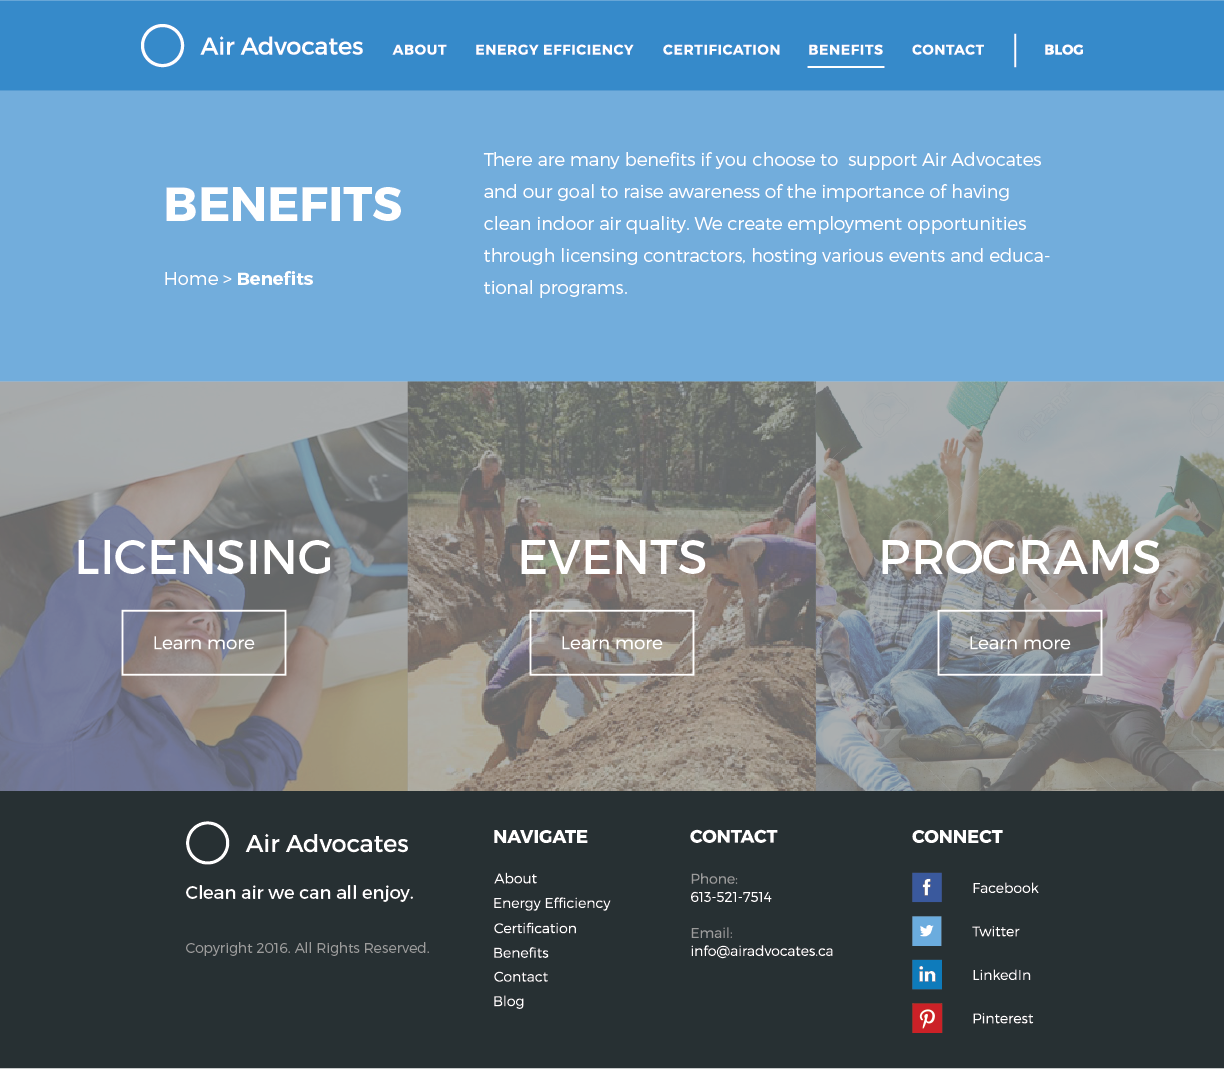 Air Advocates
ABOUT
ENERGY EFFICIENCY
CERTIFICATION
BENEFITS
CONTACT
BLOG
BENEFITS
Home > Benefits
There are many benefits if you choose to  support Air Advocates
and our goal to raise awareness of the importance of having
clean indoor air quality. We create employment opportunities
through licensing contractors, hosting various events and educa-
tional programs.
LICENSING
Learn more
EVENTS
Learn more
PROGRAMS
Learn more
Air Advocates
Clean air we can all enjoy.
Copyright 2016. All Rights Reserved.
NAVIGATE
About
Energy Efficiency
Certification
Benefits
Contact
Blog
CONTACT
Phone:
613-521-7514
Email:
info@airadvocates.ca
CONNECT
Facebook
Twitter
LinkedIn
Pinterest